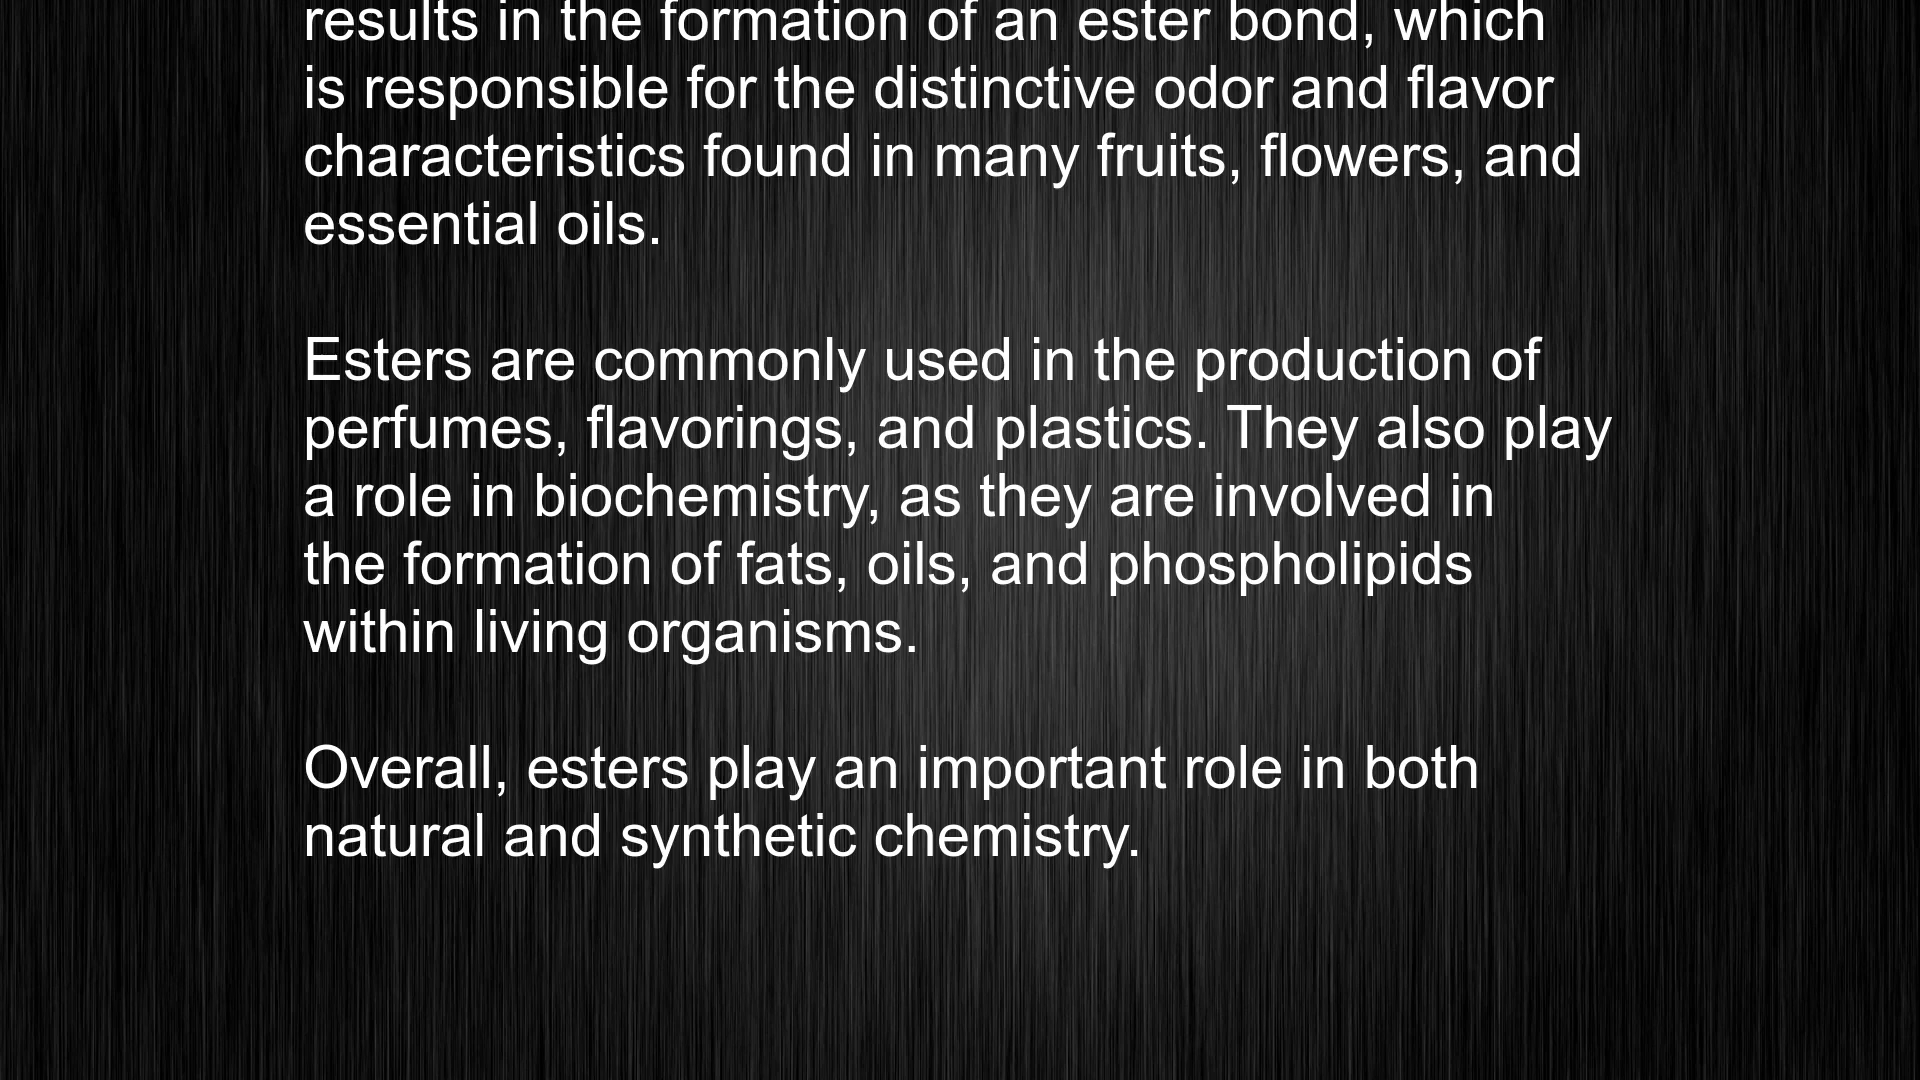 results in the formation of an ester bond, which
is responsible for the distinctive odor and flavor
characteristics found in many fruits, flowers, and
essential oils.
Esters are commonly used in the production of
perfumes, flavorings, and plastics. They also play
a role in biochemistry, as they are involved in
the formation of fats, oils, and phospholipids
within living organisms.
Overall, esters play an important role in both
natural and synthetic chemistry.